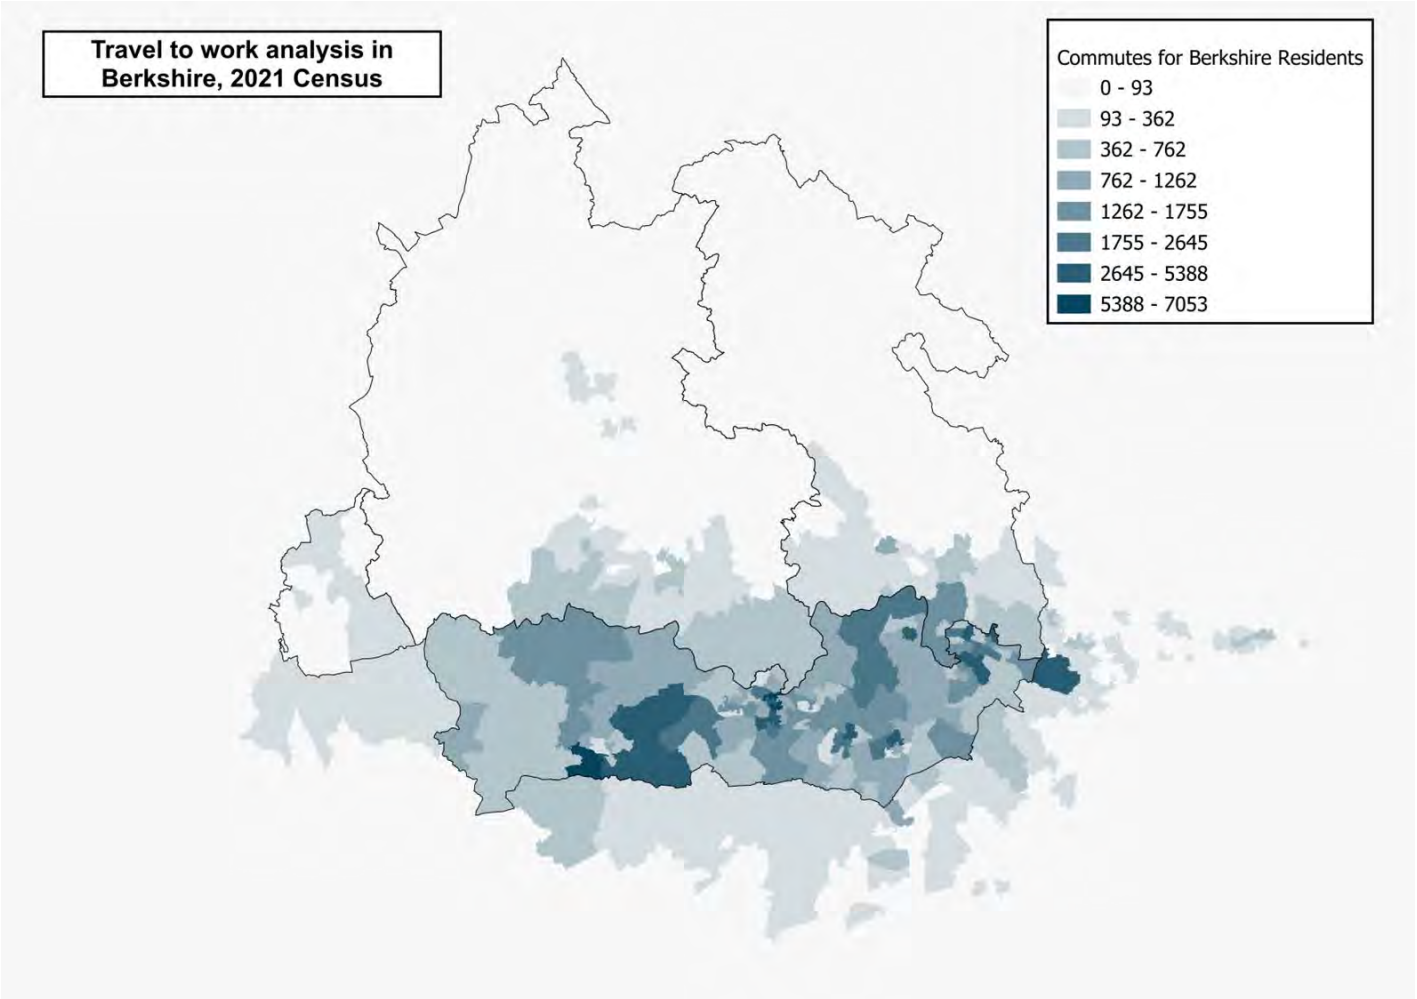 Travel to work analysis in
Berkshire, 2021 Census
Commutes for Berkshire Residents
0 - 93
93 - 362
362 - 762
762 - 1262
1262 - 1755
1755 - 2645
2645 - 5388
5388 - 7053